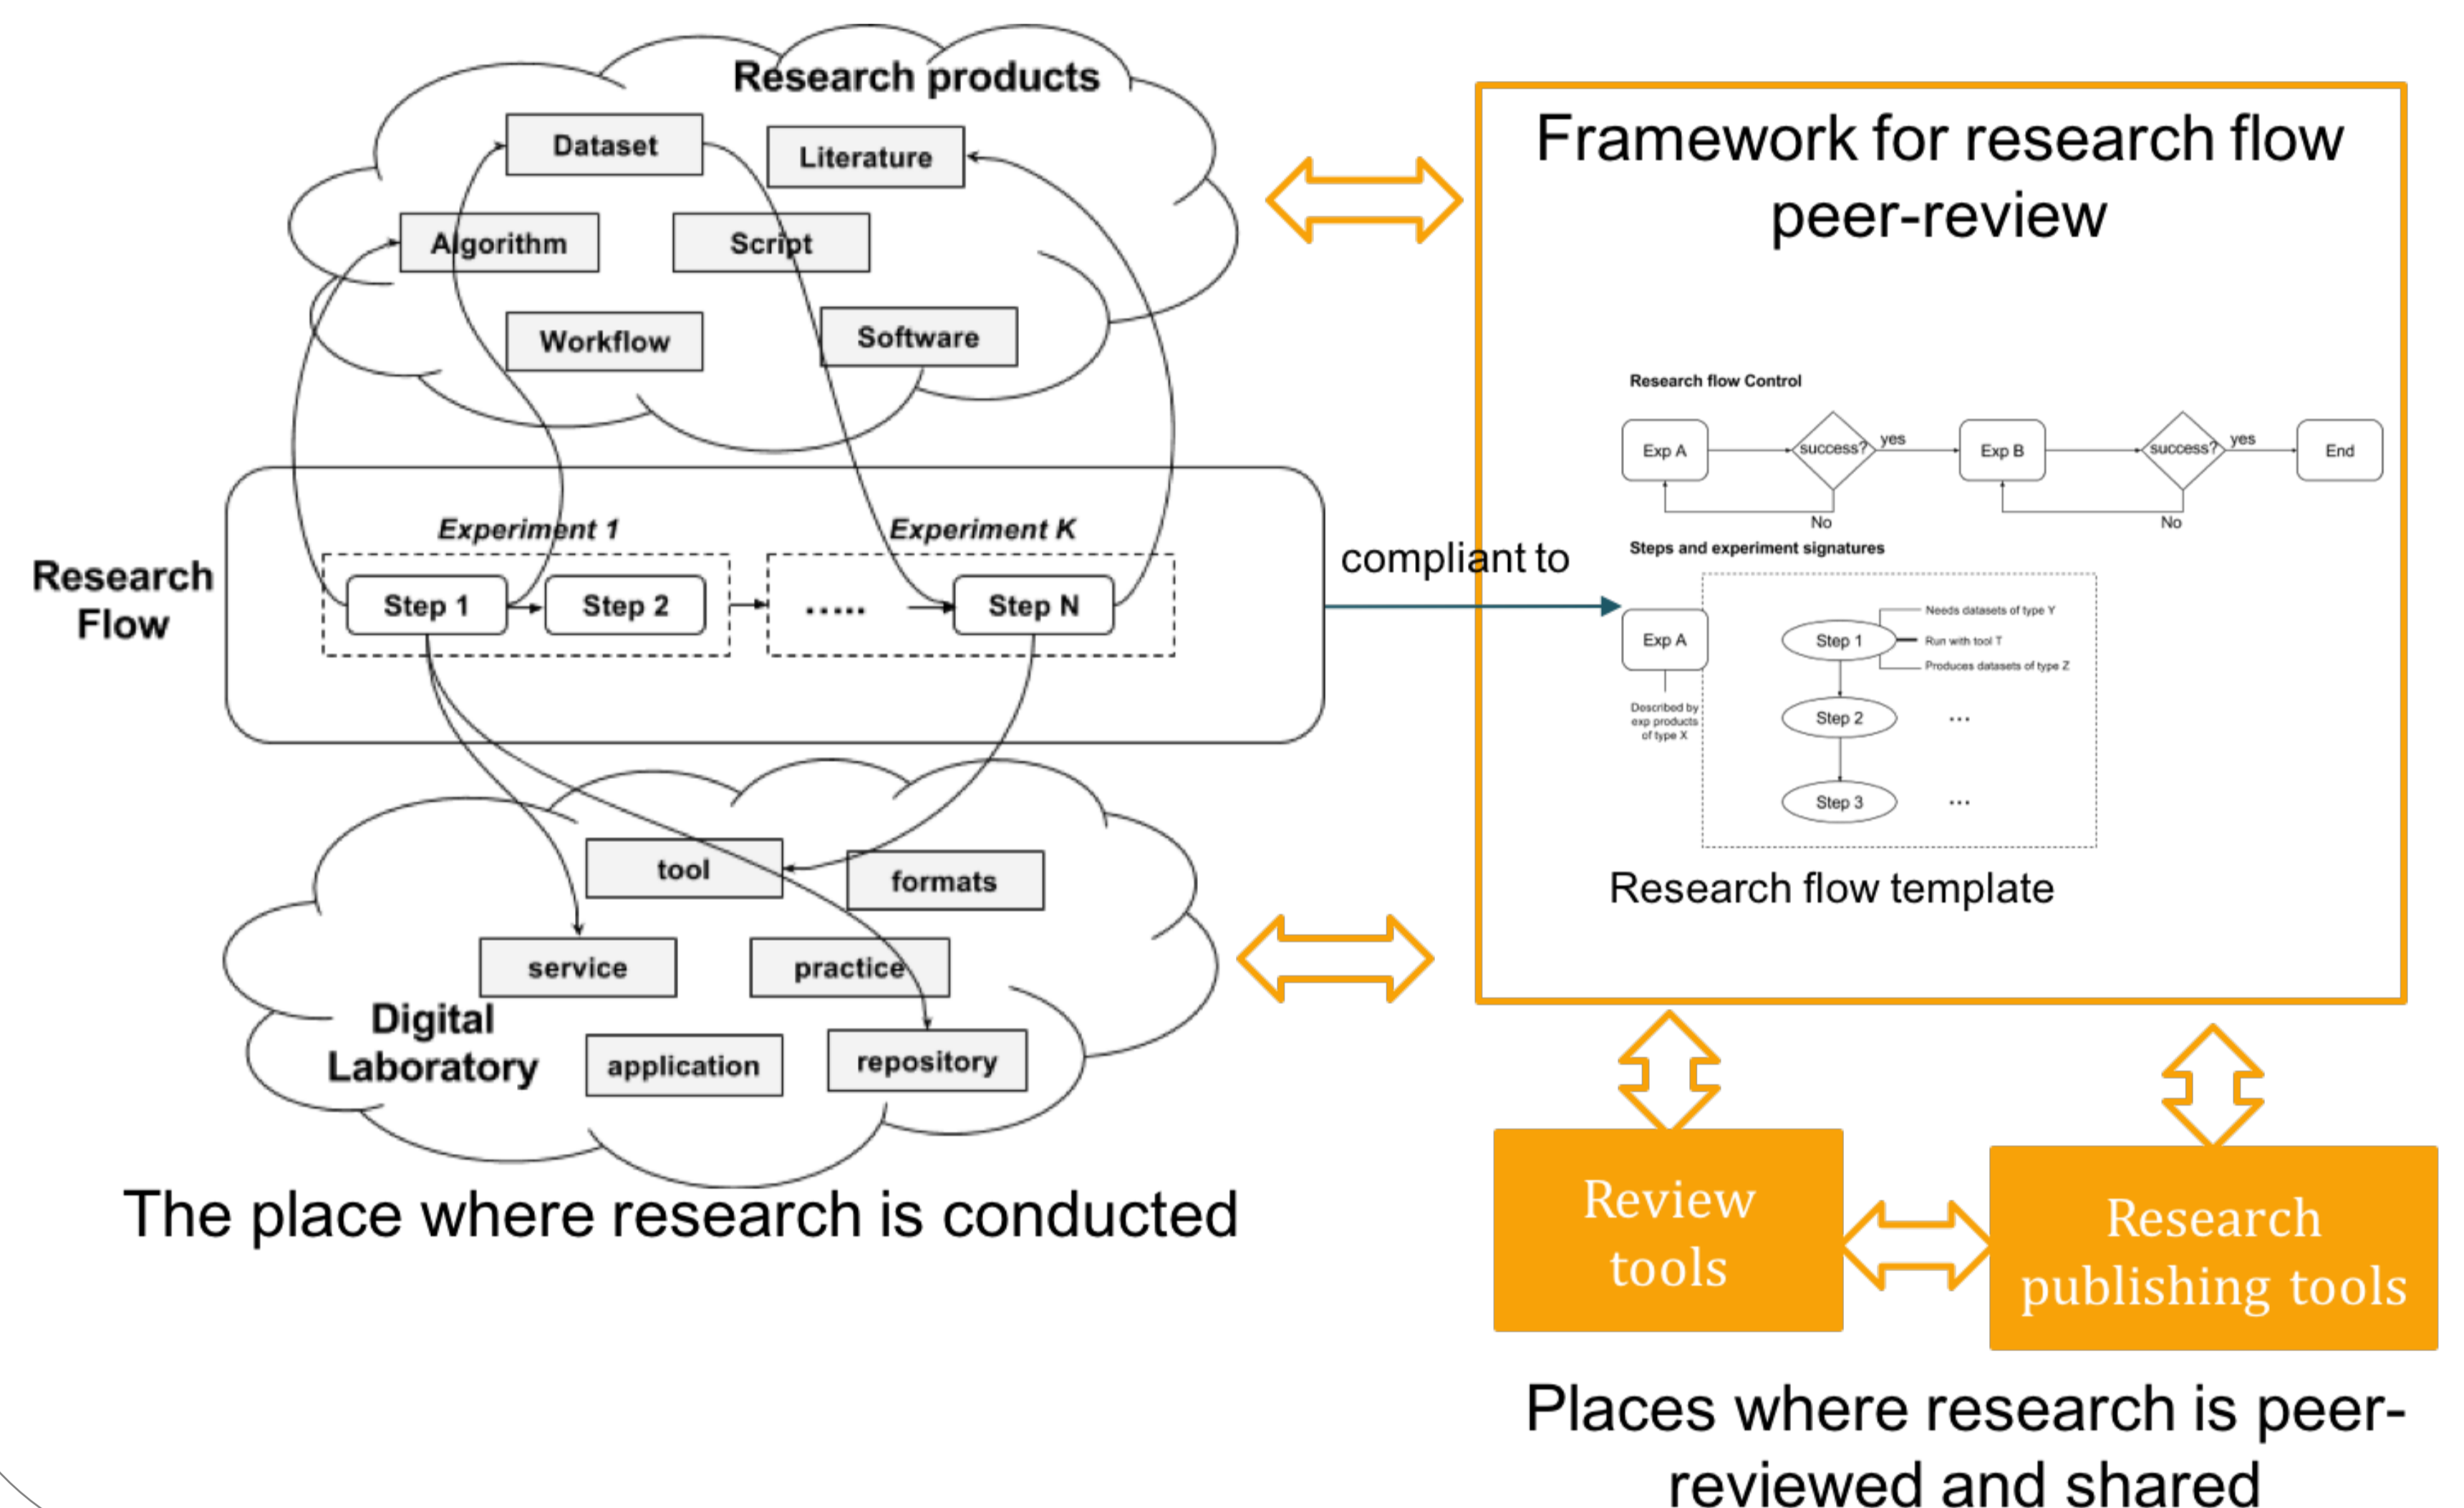 Research products
Dataset
Literature
Algorithm
Script
Workflow
Software
Research
Flow
Experiment 1
Experiment K
Step 1
Step 2
.....
Step N
tool
formats
service
practice
Digital
Laboratory
application
repository
The place where research is conducted
compliant to
Framework for research flow
peer-review
Research flow Control
Exp A
success?
yes
Exp B
success?
yes
End
No
No
Steps and experiment signatures
Exp A
Described by
exp products
of type X
Step 1
Needs datasets of type Y
Run with tool T
Produces datasets of type Z
Step 2
...
Step 3
...
Research flow template
Review
tools
Research
publishing tools
Places where research is peer-
reviewed and shared